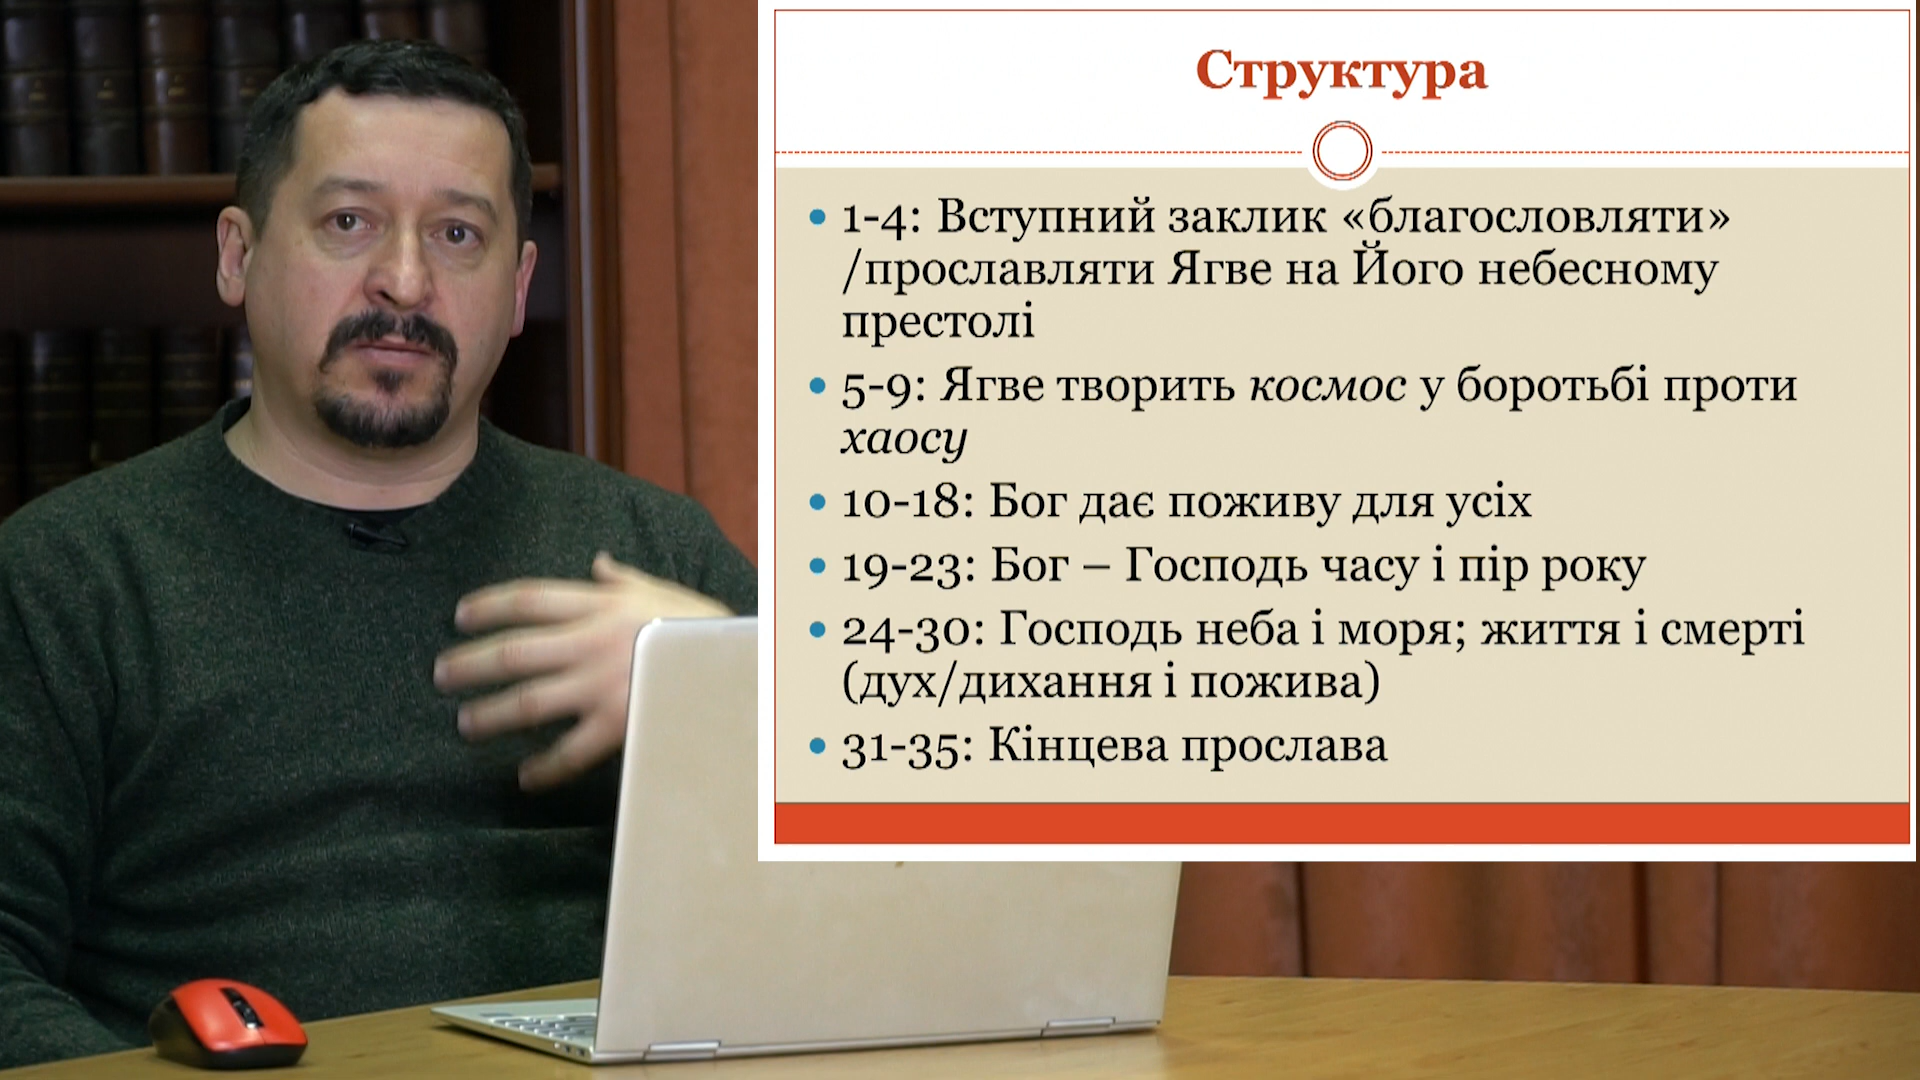 Структура
• 1-4: Вступний заклик «благословляти»
/прославляти Ягве на Його небесному
престолі
• 5-9: Ягве творить космос у боротьбі проти
хаосу
• 10-18: Бог дає поживу для усіх
• 19-23: Бог – Господь часу і пір року
• 24-30: Господь неба і моря; життя і смерті
(дух/дихання і пожива)
• 31-35: Кінцева прослава